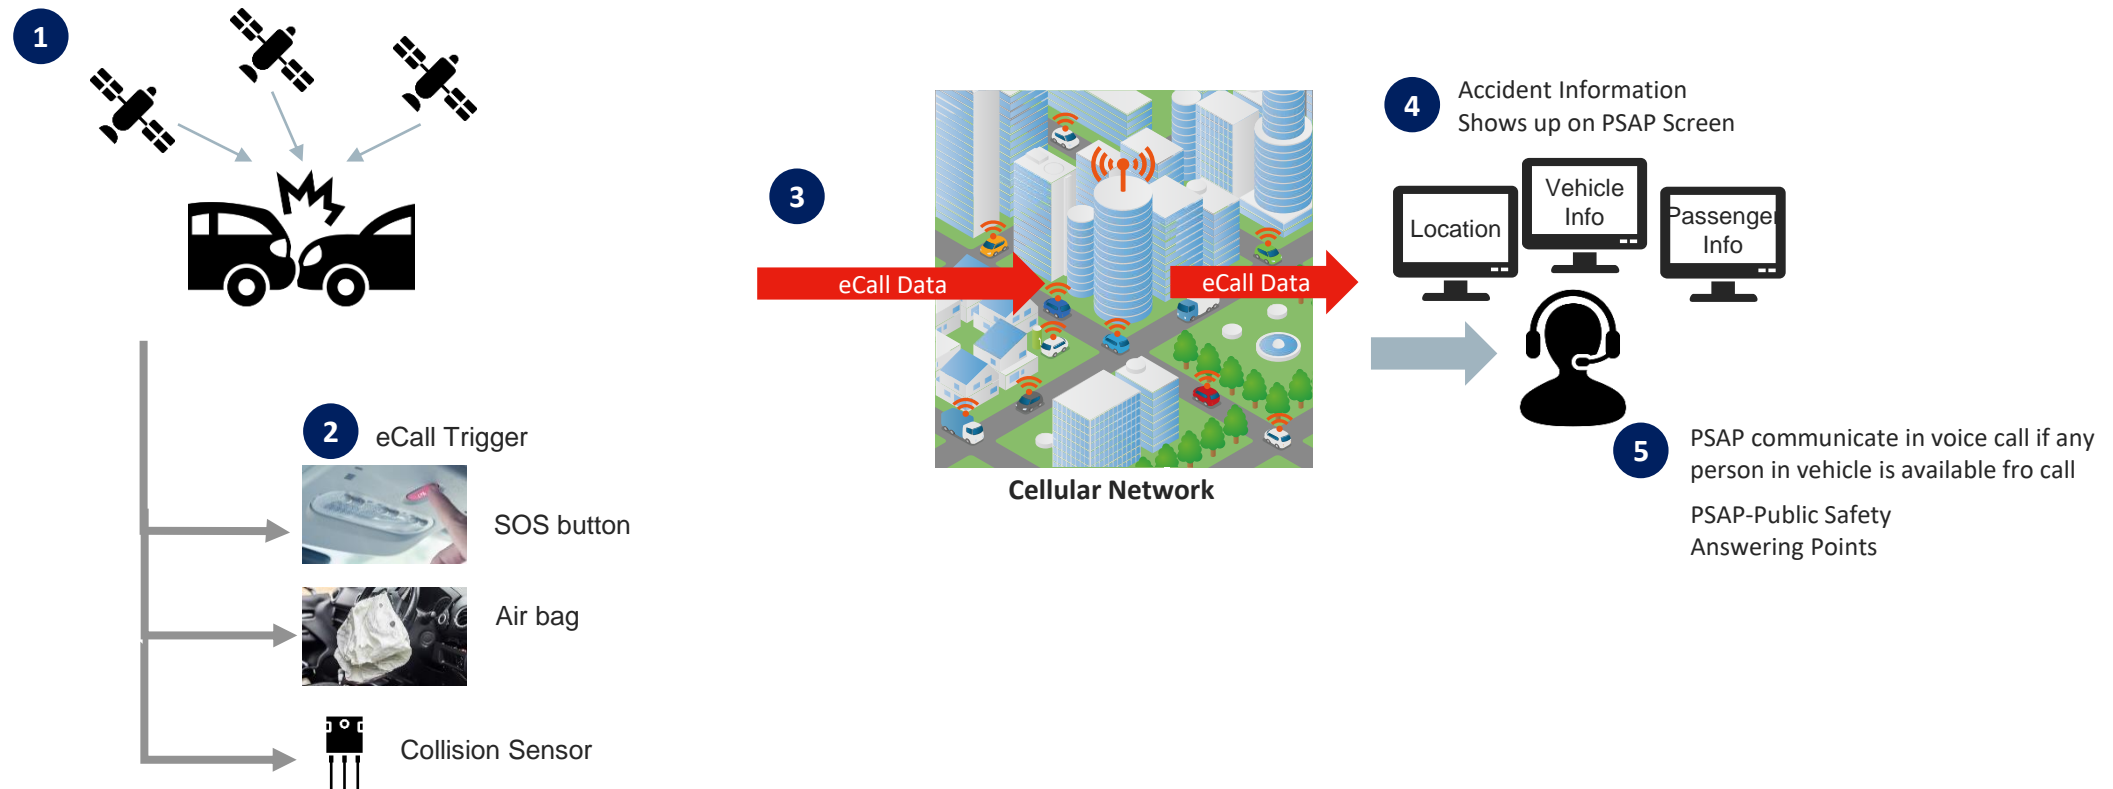 1
2
eCall Trigger
SOS button
Air bag
Collision Sensor
3
eCall Data
eCall Data
Cellular Network
4
Accident Information
Shows up on PSAP Screen
Location
Vehicle
Info
Passenger
Info
5
PSAP communicate in voice call if any
person in vehicle is available fro call
PSAP-Public Safety
Answering Points